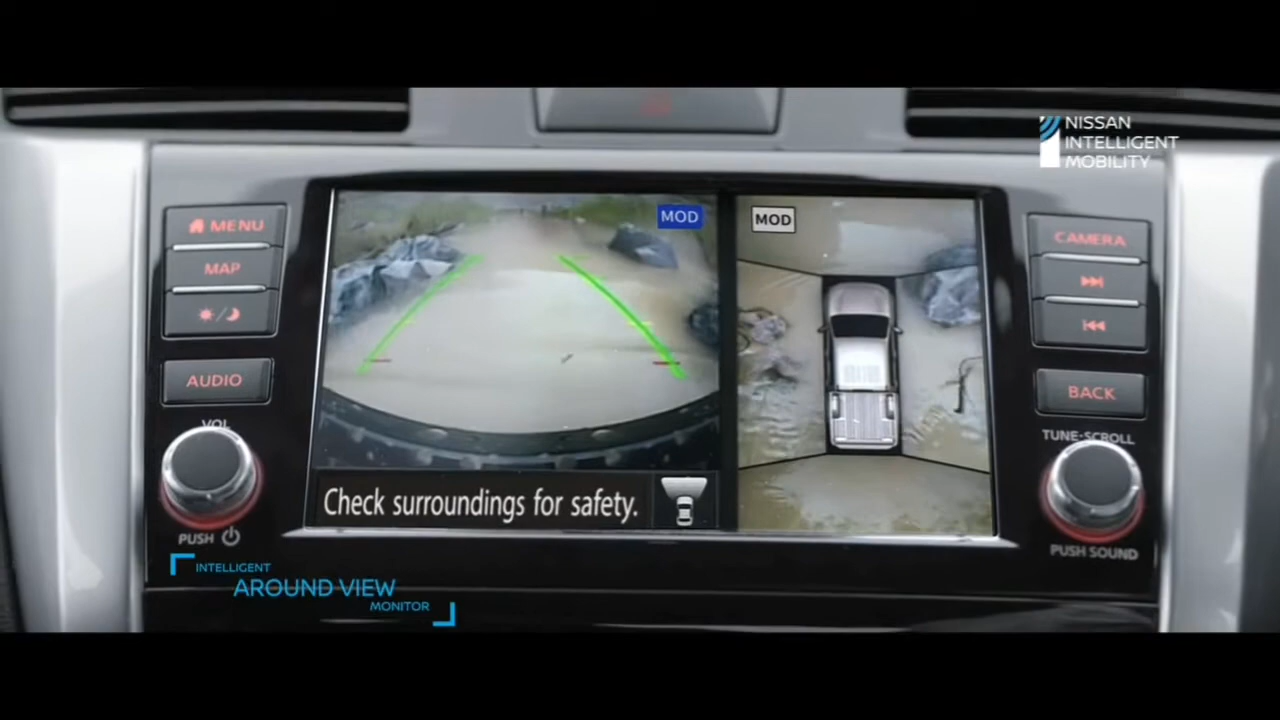 NISSAN
INTELLIGENT
MOBILITY
MENU
MAP
AUDIO
VOL
PUSH
MOD
MOD
Check surroundings for safety.
CAMERA
BACK
TUNE·SCROLL
PUSH SOUND
INTELLIGENT
AROUND VIEW
MONITOR